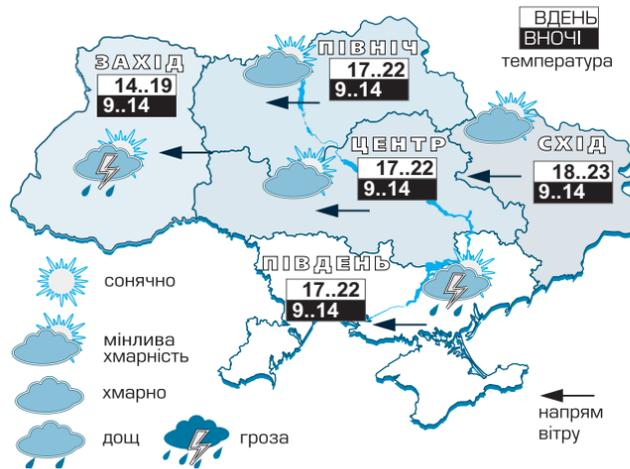 ВДЕНЬ
ВНОЧІ
температура
ЗАХІД
14..19
9..14
ПІВНІЧ
17..22
9..14
ЦЕНТР
17..22
9..14
СХІД
18..23
9..14
ПІВДЕНЬ
17..22
9..14
сонячно
мінлива
хмарність
хмарно
дощ
гроза
напрям
вітру